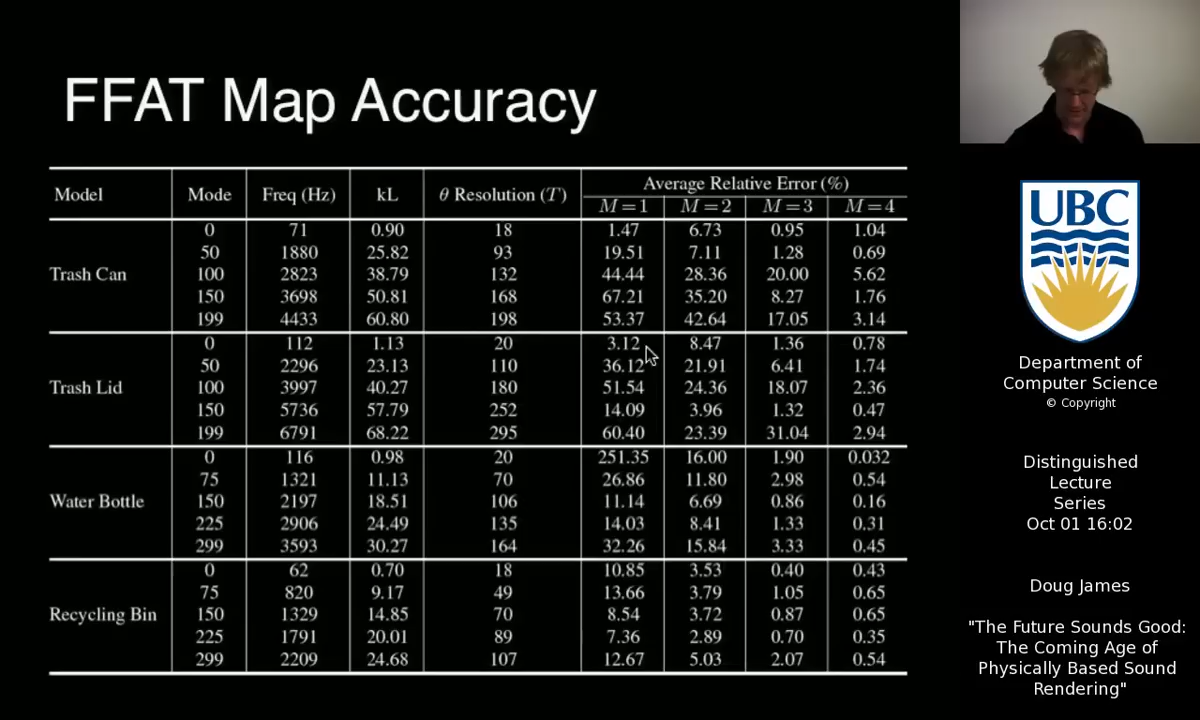 FFAT Map Accuracy
Model Mode Freq (Hz) kL θ Resolution (T) Average Relative Error (%)
M = 1 M = 2 M = 3 M = 4
Trash Can
0 71 0.90 18 1.47 6.73 0.95 1.04
50 1880 25.82 93 19.51 7.11 1.28 0.69
100 2823 38.79 132 44.44 28.36 20.00 5.62
150 3698 50.81 168 67.21 35.20 8.27 1.76
199 4433 60.80 198 53.37 42.64 17.05 3.14
Trash Lid
0 112 1.13 20 3.12 8.47 1.36 0.78
50 2296 23.13 110 36.12 21.91 6.41 1.74
100 3997 40.27 180 51.54 24.36 18.07 2.36
150 5736 57.79 252 14.09 3.96 1.32 0.47
199 6791 68.22 295 60.40 23.39 31.04 2.94
Water Bottle
0 116 0.98 20 251.35 16.00 1.90 0.032
75 1321 11.13 70 26.86 11.80 2.98 0.54
150 2197 18.51 106 11.14 6.69 0.86 0.16
225 2906 24.49 135 14.03 8.41 1.33 0.31
299 3593 30.27 164 32.26 15.84 3.33 0.45
Recycling Bin
0 62 0.70 18 10.85 3.53 0.40 0.43
75 820 9.17 49 13.66 3.79 1.05 0.65
150 1329 14.85 70 8.54 3.72 0.87 0.65
225 1791 20.01 89 7.36 2.89 0.70 0.35
299 2209 24.68 107 12.67 5.03 2.07 0.54
UBC
Department of
Computer Science
© Copyright
Distinguished
Lecture
Series
Oct 01 16:02
Doug James
"The Future Sounds Good:
The Coming Age of
Physically Based Sound
Rendering"